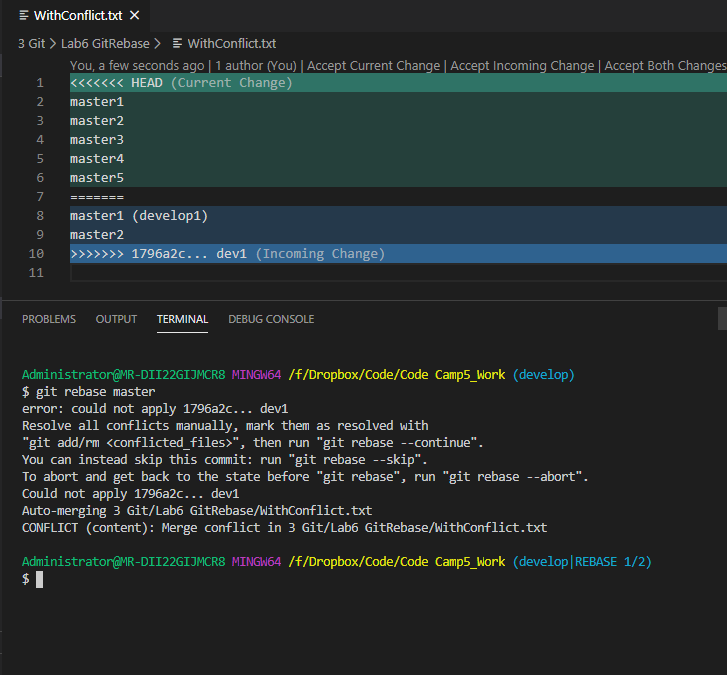 WithConflict.txt
3 Git > Lab6 GitRebase > WithConflict.txt
You, a few seconds ago | 1 author (You) | Accept Current Change | Accept Incoming Change | Accept Both Changes
1 <<<<<<< HEAD (Current Change)
2 master1
3 master2
4 master3
5 master4
6 master5
7 =======
8 master1 (develop1)
9 master2
10 >>>>>>> 1796a2c... dev1 (Incoming Change)
11
PROBLEMS OUTPUT TERMINAL DEBUG CONSOLE
Administrator@MR-DII22GIJMCR8 MINGW64 /f/Dropbox/Code/Code Camp5_Work (develop)
$ git rebase master
error: could not apply 1796a2c... dev1
Resolve all conflicts manually, mark them as resolved with
"git add/rm <conflicted_files>", then run "git rebase --continue".
You can instead skip this commit: run "git rebase --skip".
To abort and get back to the state before "git rebase", run "git rebase --abort".
Could not apply 1796a2c... dev1
Auto-merging 3 Git/Lab6 GitRebase/WithConflict.txt
CONFLICT (content): Merge conflict in 3 Git/Lab6 GitRebase/WithConflict.txt
Administrator@MR-DII22GIJMCR8 MINGW64 /f/Dropbox/Code/Code Camp5_Work (develop|REBASE 1/2)
$